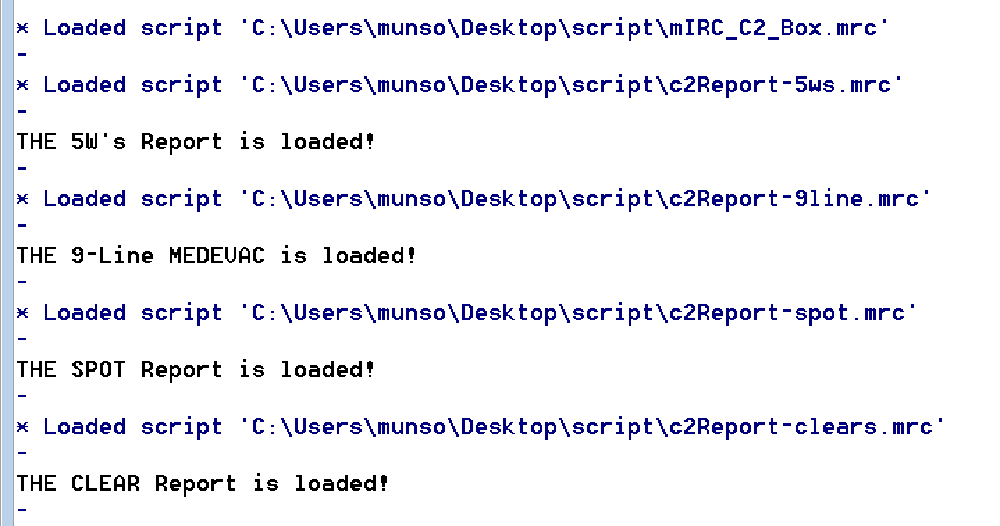 * Loaded script 'C:\Users\munso\Desktop\script\mIRC_C2_Box.mrc'
-
* Loaded script 'C:\Users\munso\Desktop\script\c2Report-5ws.mrc'
-
THE 5W's Report is loaded!
-
* Loaded script 'C:\Users\munso\Desktop\script\c2Report-9line.mrc'
-
THE 9-Line MEDEVAC is loaded!
-
* Loaded script 'C:\Users\munso\Desktop\script\c2Report-spot.mrc'
-
THE SPOT Report is loaded!
-
* Loaded script 'C:\Users\munso\Desktop\script\c2Report-clears.mrc'
-
THE CLEAR Report is loaded!
-